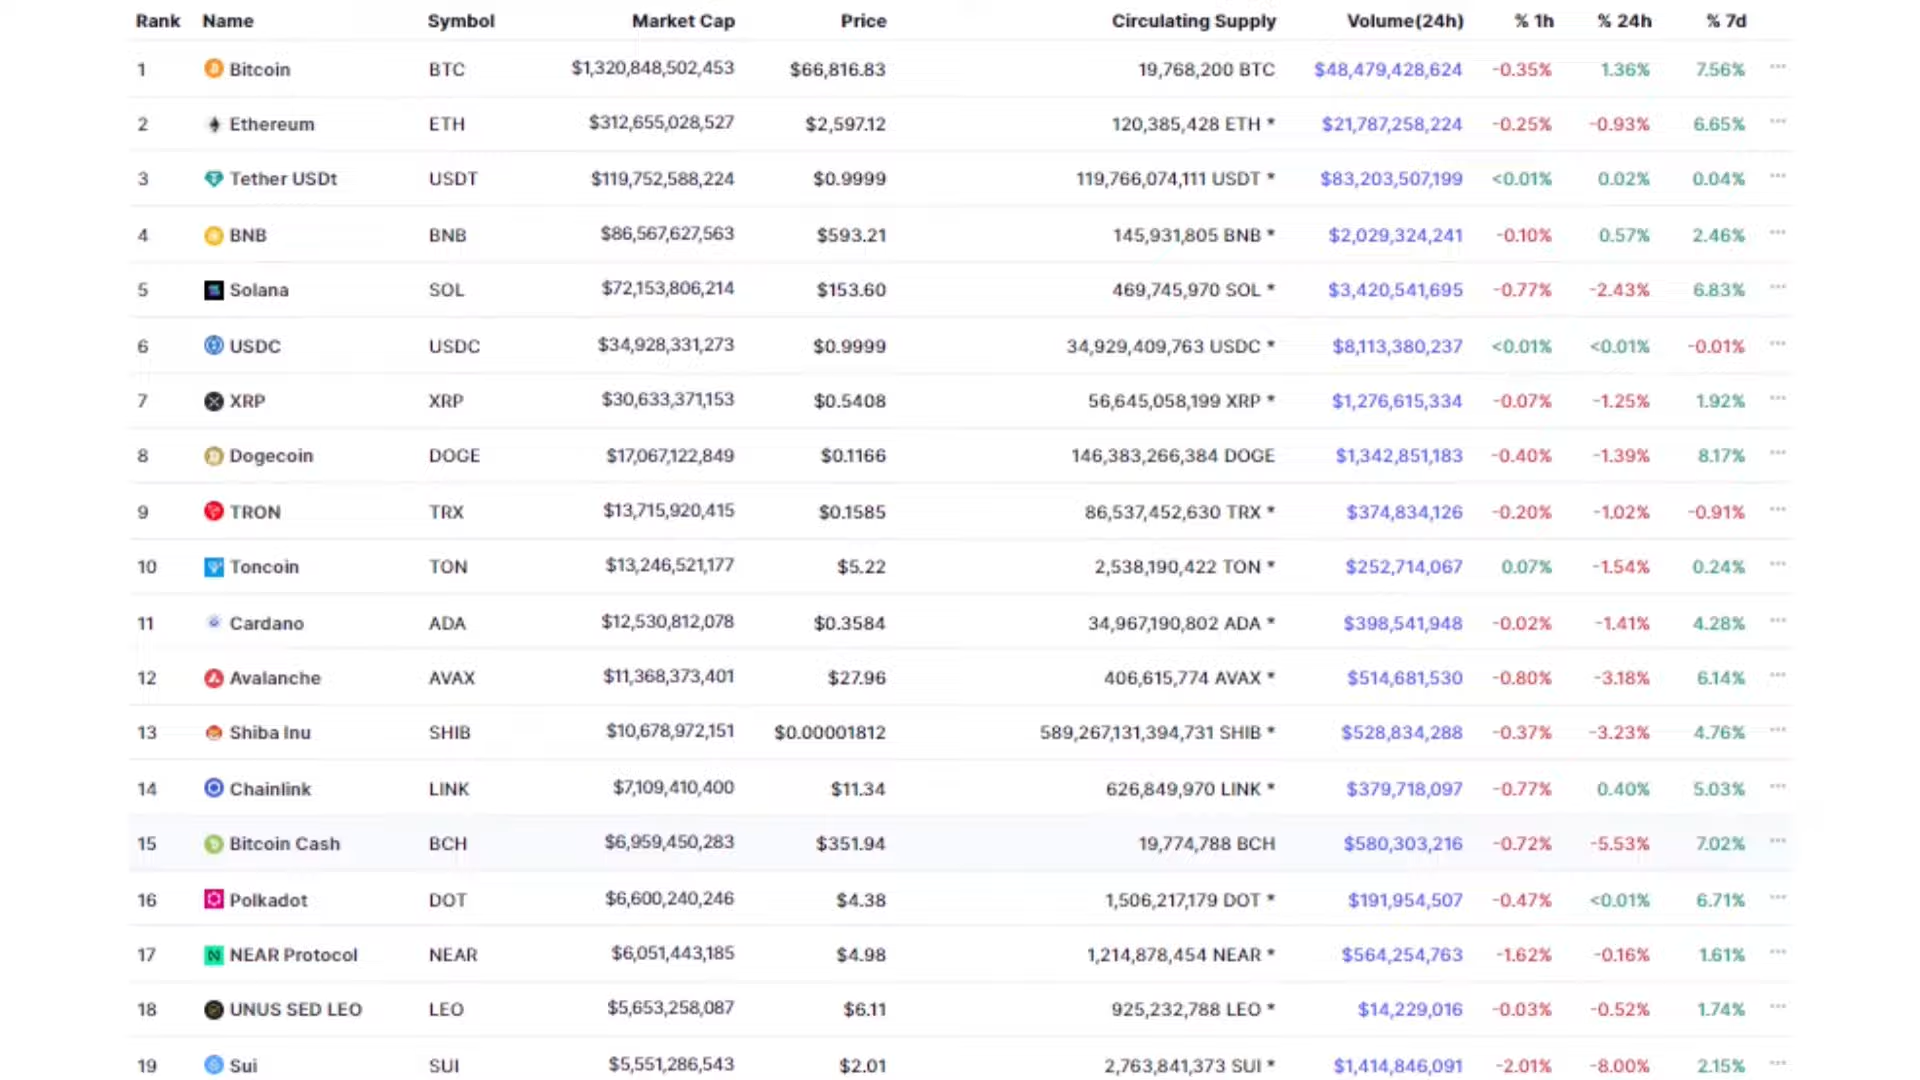 Rank Name Symbol Market Cap Price Circulating Supply Volume(24h) % 1h % 24h % 7d
1 Bitcoin BTC $1,320,848,502,453 $66,816.83 19,768,200 BTC $48,479,428,624 -0.35% 1.36% 7.56% ...
2 Ethereum ETH $312,655,028,527 $2,597.12 120,385,428 ETH * $21,787,258,224 -0.25% -0.93% 6.65% ...
3 Tether USDt USDT $119,752,588,224 $0.9999 119,766,074,111 USDT * $83,203,507,199 <0.01% 0.02% 0.04% ...
4 BNB BNB $86,567,627,563 $593.21 145,931,805 BNB * $2,029,324,241 -0.10% 0.57% 2.46% ...
5 Solana SOL $72,153,806,214 $153.60 469,745,970 SOL * $3,420,541,695 -0.77% -2.43% 6.83% ...
6 USDC USDC $34,928,331,273 $0.9999 34,929,409,763 USDC * $8,113,380,237 <0.01% <0.01% -0.01% ...
7 XRP XRP $30,633,371,153 $0.5408 56,645,058,199 XRP * $1,276,615,334 -0.07% -1.25% 1.92% ...
8 Dogecoin DOGE $17,067,122,849 $0.1166 146,383,266,384 DOGE $1,342,851,183 -0.40% -1.39% 8.17% ...
9 TRON TRX $13,715,920,415 $0.1585 86,537,452,630 TRX * $374,834,126 -0.20% -1.02% -0.91% ...
10 Toncoin TON $13,246,521,177 $5.22 2,538,190,422 TON * $252,714,067 0.07% -1.54% 0.24% ...
11 Cardano ADA $12,530,812,078 $0.3584 34,967,190,802 ADA * $398,541,948 -0.02% -1.41% 4.28% ...
12 Avalanche AVAX $11,368,373,401 $27.96 406,615,774 AVAX * $514,681,530 -0.80% -3.18% 6.14% ...
13 Shiba Inu SHIB $10,678,972,151 $0.00001812 589,267,131,394,731 SHIB * $528,834,288 -0.37% -3.23% 4.76% ...
14 Chainlink LINK $7,109,410,400 $11.34 626,849,970 LINK * $379,718,097 -0.77% 0.40% 5.03% ...
15 Bitcoin Cash BCH $6,959,450,283 $351.94 19,774,788 BCH $580,303,216 -0.72% -5.53% 7.02% ...
16 Polkadot DOT $6,600,240,246 $4.38 1,506,217,179 DOT * $191,954,507 -0.47% <0.01% 6.71% ...
17 NEAR Protocol NEAR $6,051,443,185 $4.98 1,214,878,454 NEAR * $564,254,763 -1.62% -0.16% 1.61% ...
18 UNUS SED LEO LEO $5,653,258,087 $6.11 925,232,788 LEO * $14,229,016 -0.03% -0.52% 1.74% ...
19 Sui SUI $5,551,286,543 $2.01 2,763,841,373 SUI * $1,414,846,091 -2.01% -8.00% 2.15% ...